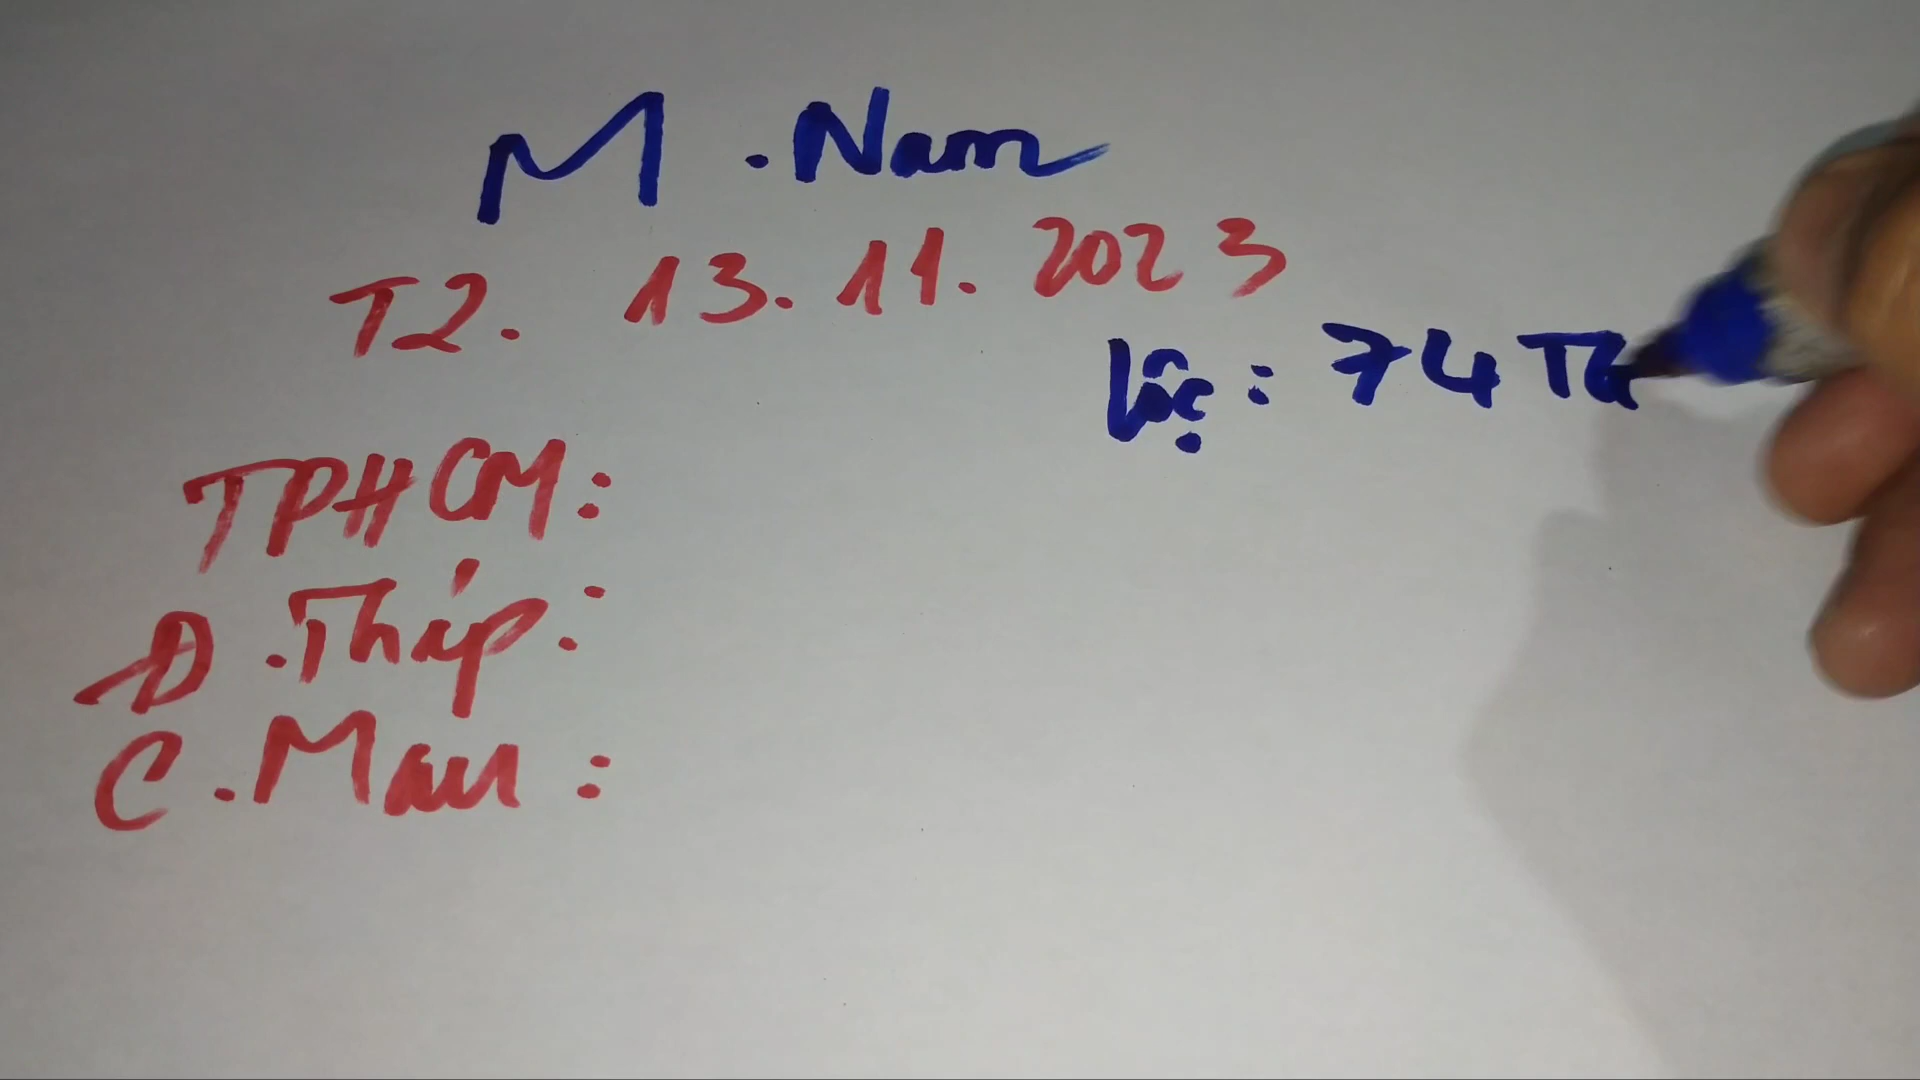 M.Nam
T2. 13.11.2023
Lộc: 74
TPHCM:
Đ.Tháp:
C.Mau: